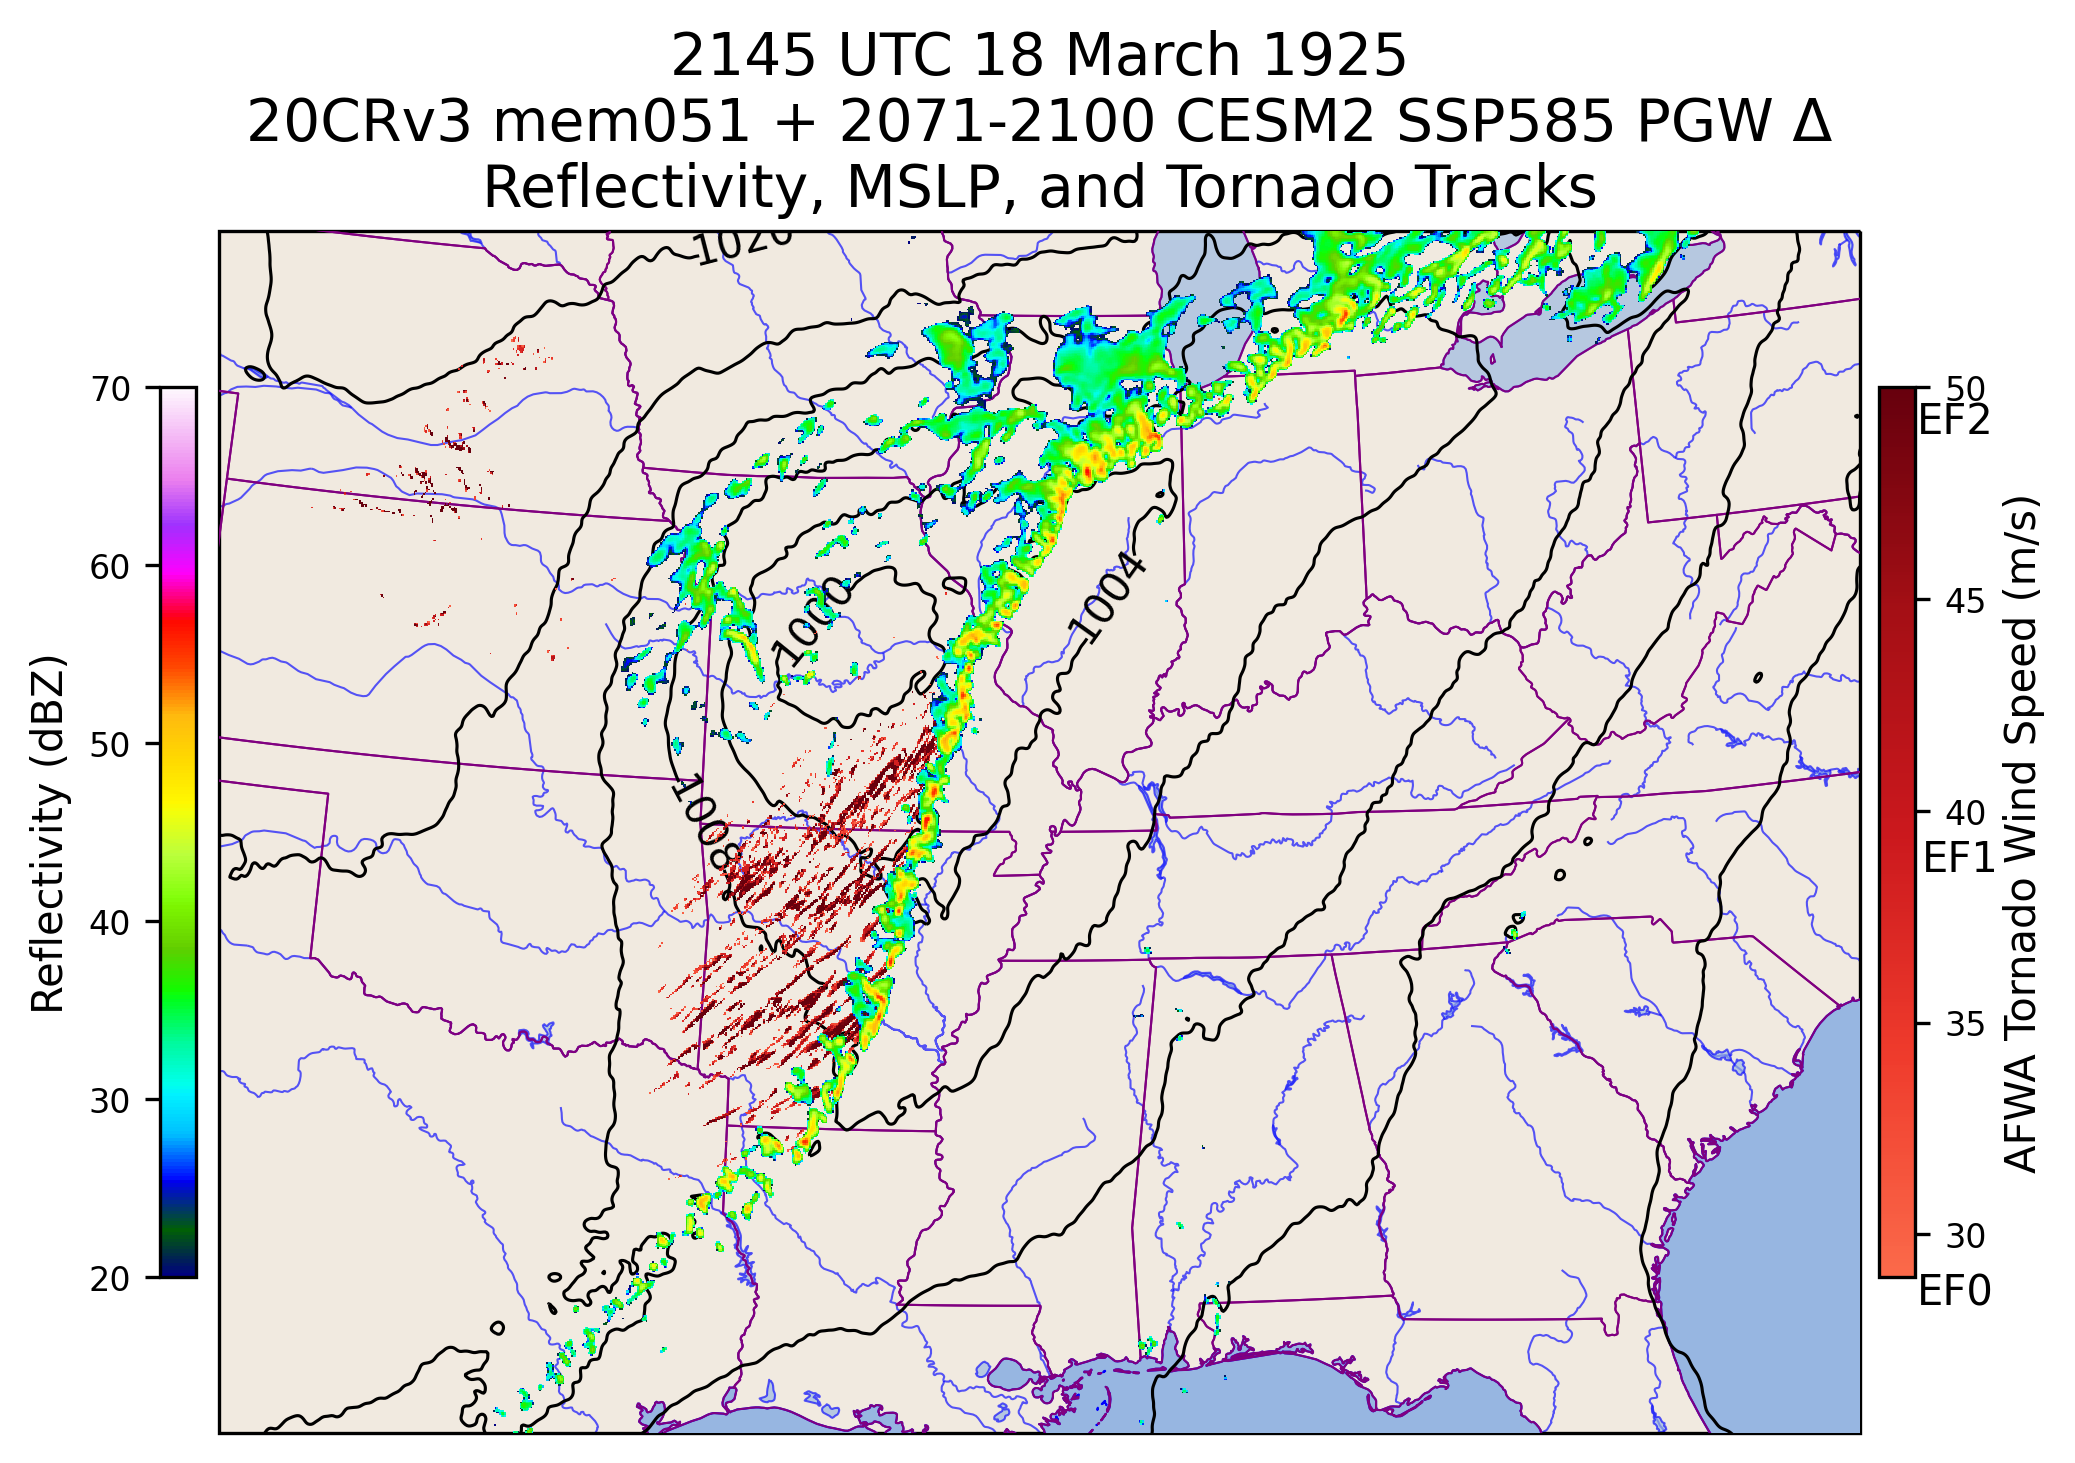 2145 UTC 18 March 1925
20CRv3 mem051 + 2071-2100 CESM2 SSP585 PGW Δ
Reflectivity, MSLP, and Tornado Tracks
1020
1000
1004
1008
70
60
50
40
30
20
Reflectivity (dBZ)
50
EF2
45
40
EF1
35
30
EF0
AFWA Tornado Wind Speed (m/s)